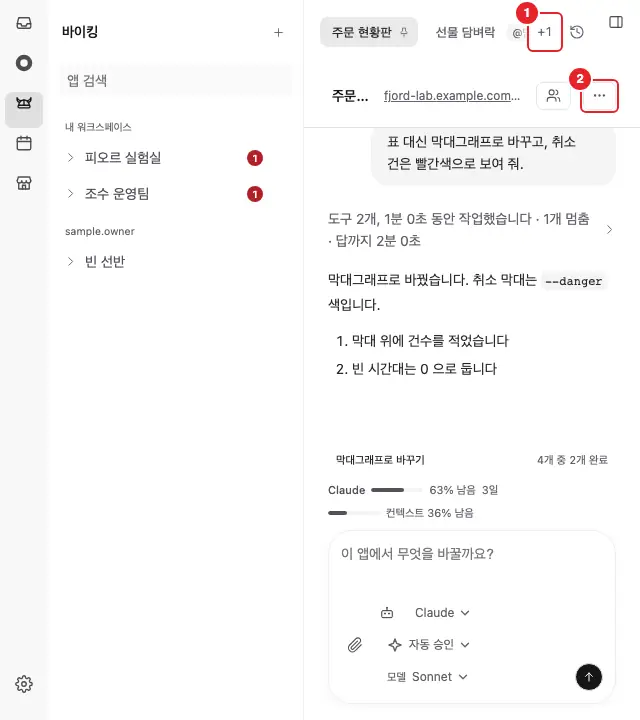 바이킹
앱 검색
내 워크스페이스
피오르 실험실
1
조수 운영팀
1
sample.owner
빈 선반
주문 현황판
선물 담벼락
+1
1
2
주문...
fjord-lab.example.com...
표 대신 막대그래프로 바꾸고, 취소
건은 빨간색으로 보여 줘.
도구 2개, 1분 0초 동안 작업했습니다 · 1개 멈춤
· 답까지 2분 0초
막대그래프로 바꿨습니다. 취소 막대는 --danger
색입니다.
1. 막대 위에 건수를 적었습니다
2. 빈 시간대는 0 으로 둡니다
막대그래프로 바꾸기
4개 중 2개 완료
Claude 63% 남음 3일
컨텍스트 36% 남음
이 앱에서 무엇을 바꿀까요?
Claude
자동 승인
모델 Sonnet